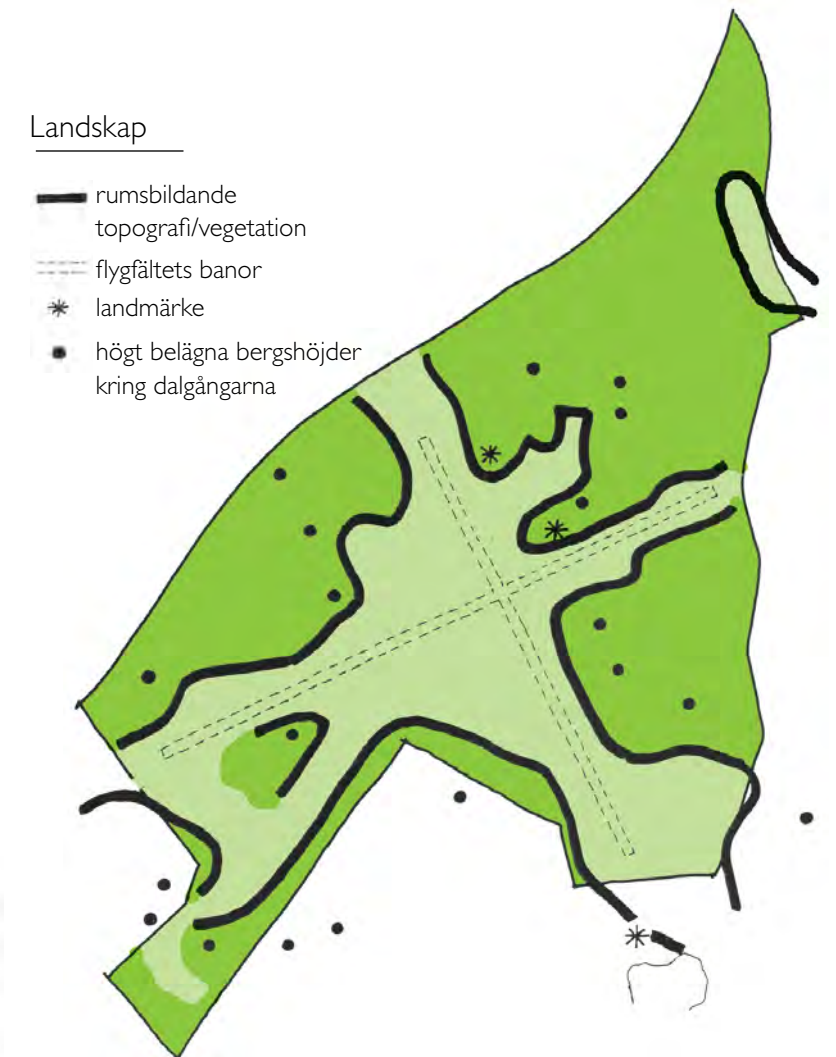 Landskap
rumsbildande
topografi/vegetation
flygfältets banor
landmärke
högt belägna bergshöjder
kring dalgångarna